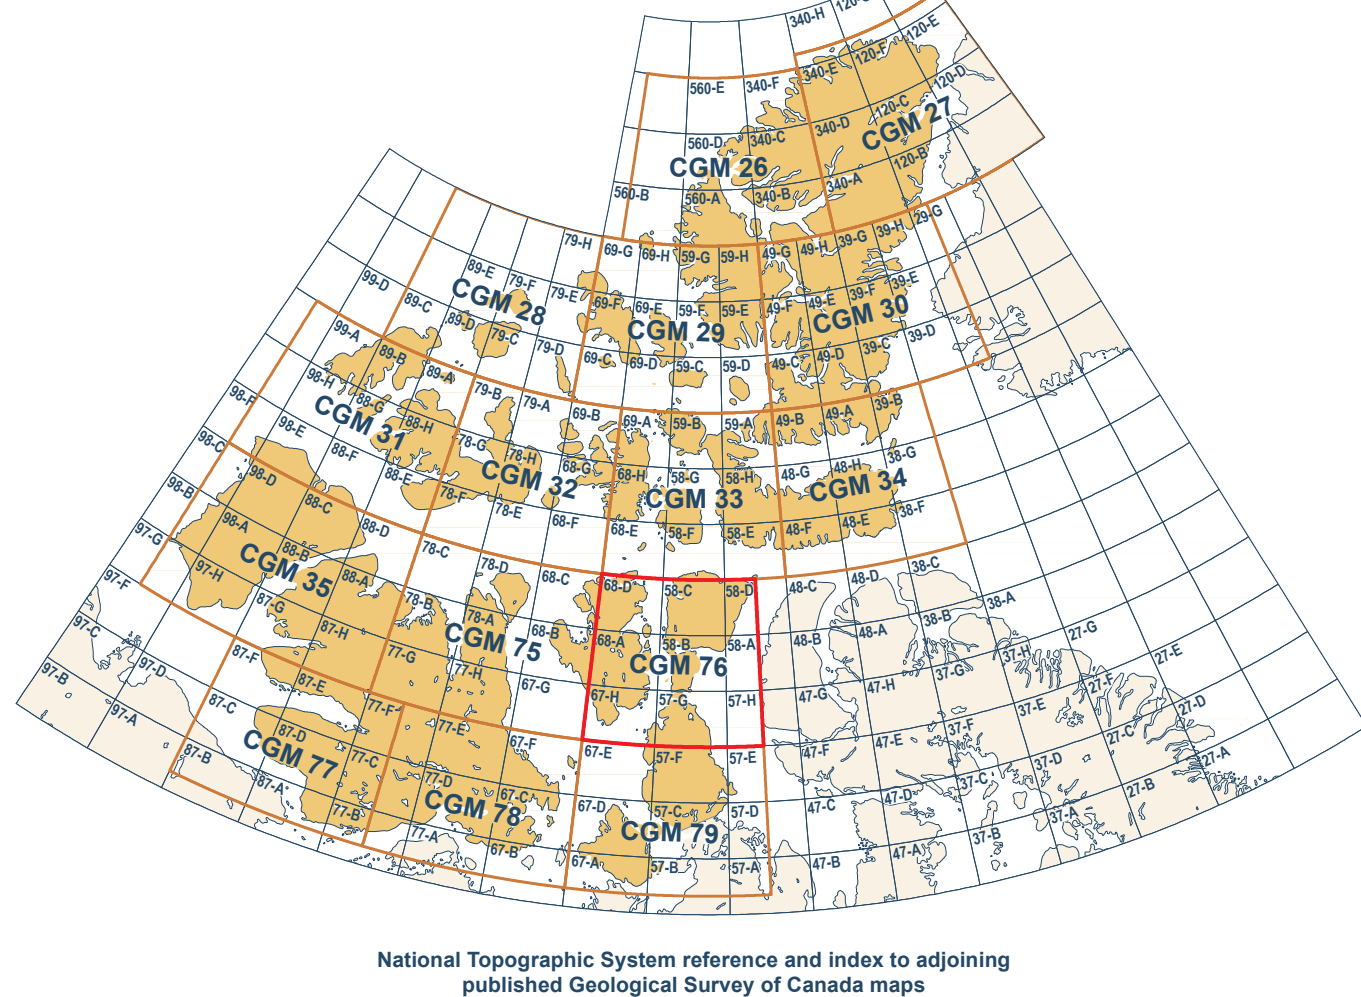 340-H
120-G
120-E
340-E
120-F
560-E
340-F
120-D
120-C
CGM 27
340-D
560-D
340-C
120-B
CGM 26
340-A
560-B
560-A
340-B
29-G
79-H
69-G
69-H
59-G
59-H
49-G
49-H
39-G
39-H
89-E
79-F
79-E
99-D
89-C
CGM 28
69-F
69-E
59-F
59-E
49-F
49-E
39-F
39-E
89-D
79-C
79-D
CGM 29
CGM 30
39-D
99-A
89-B
89-A
69-C
69-D
59-C
59-D
49-C
49-D
39-C
98-H
88-G
88-H
79-B
79-A
69-B
69-A
59-B
59-A
49-B
49-A
39-B
98-F
98-E
CGM 31
88-F
88-E
78-G
78-H
68-G
68-H
58-G
58-H
48-G
48-H
38-G
CGM 32
CGM 33
CGM 34
98-C
98-D
88-C
78-F
78-E
68-F
68-E
58-F
58-E
48-F
48-E
38-F
98-B
98-A
88-D
97-G
88-B
88-A
78-C
78-D
68-C
68-D
58-C
58-D
48-C
48-D
38-C
CGM 35
97-H
97-F
87-G
87-H
78-B
78-A
68-B
68-A
58-B
58-A
48-B
48-A
38-B
38-A
CGM 75
CGM 76
27-G
97-C
97-D
87-F
87-E
77-G
77-H
67-G
67-H
57-G
57-H
47-G
47-H
37-G
37-H
27-F
27-E
97-B
97-A
87-C
87-D
77-F
77-E
67-F
67-E
57-F
57-E
47-F
47-E
37-F
37-E
27-C
27-D
CGM 77
87-B
87-A
77-C
77-D
67-C
67-D
57-C
57-D
47-C
47-D
37-C
37-D
27-B
27-A
77-B
CGM 78
CGM 79
77-A
67-B
67-A
57-B
57-A
47-B
47-A
37-B
37-A
National Topographic System reference and index to adjoining
published Geological Survey of Canada maps